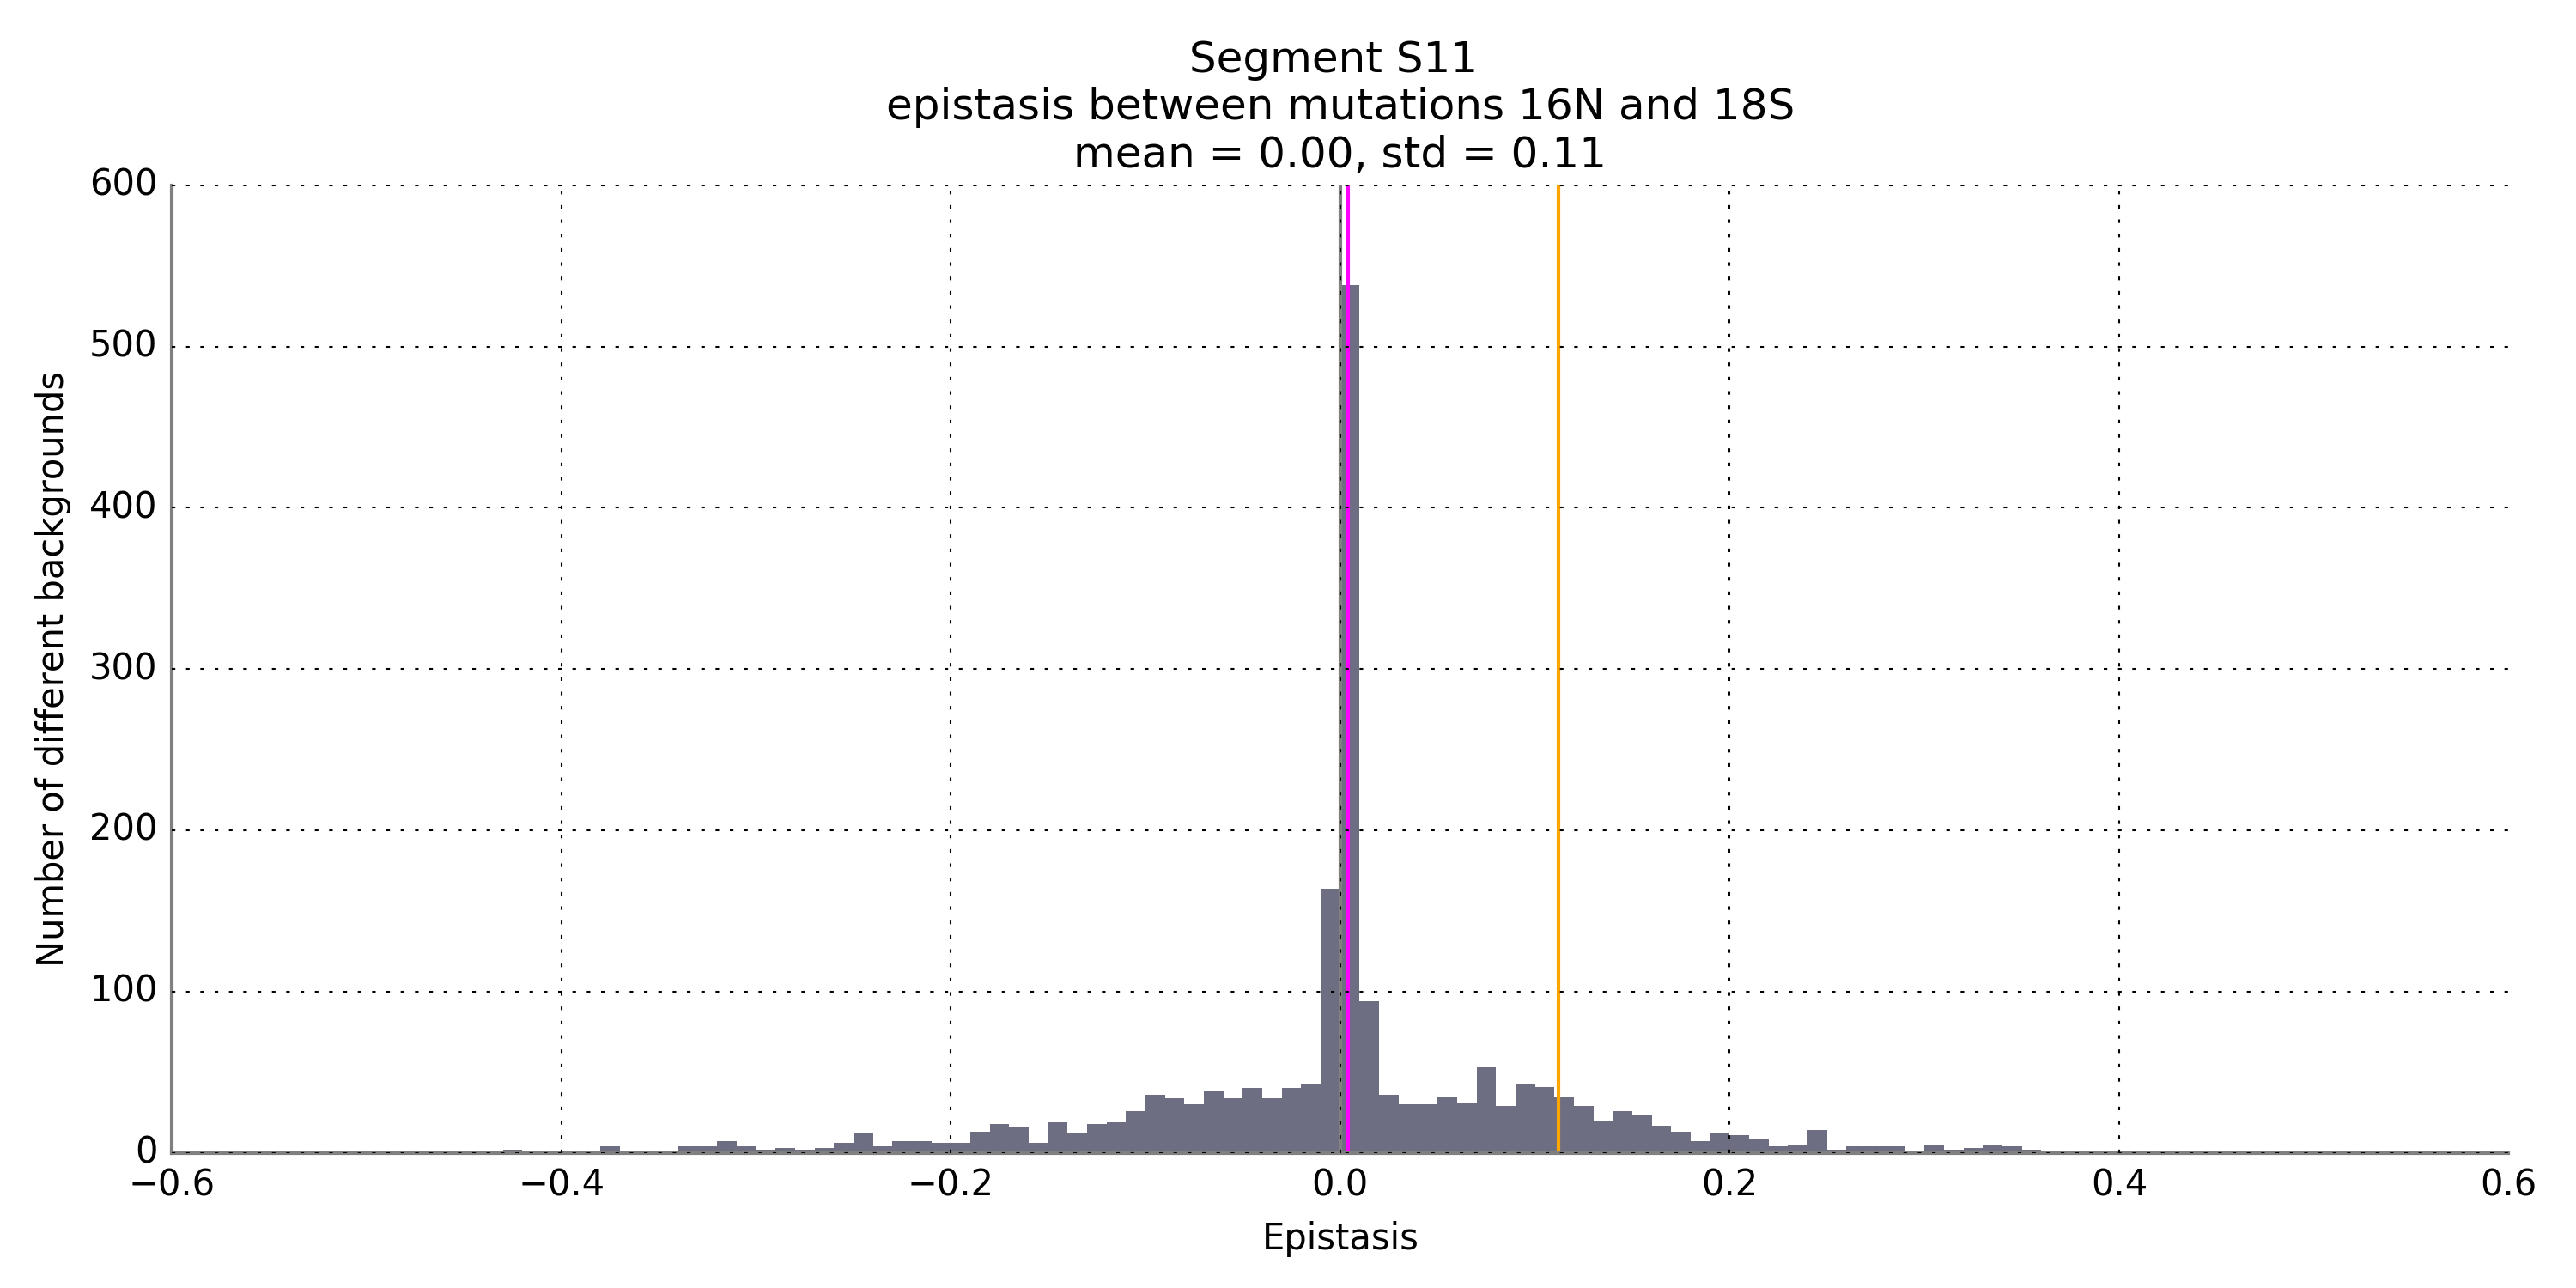 Segment S11
epistasis between mutations 16N and 18S
mean = 0.00, std = 0.11
600
500
400
300
200
100
0
Number of different backgrounds
−0.6 −0.4 −0.2 0.0 0.2 0.4 0.6
Epistasis